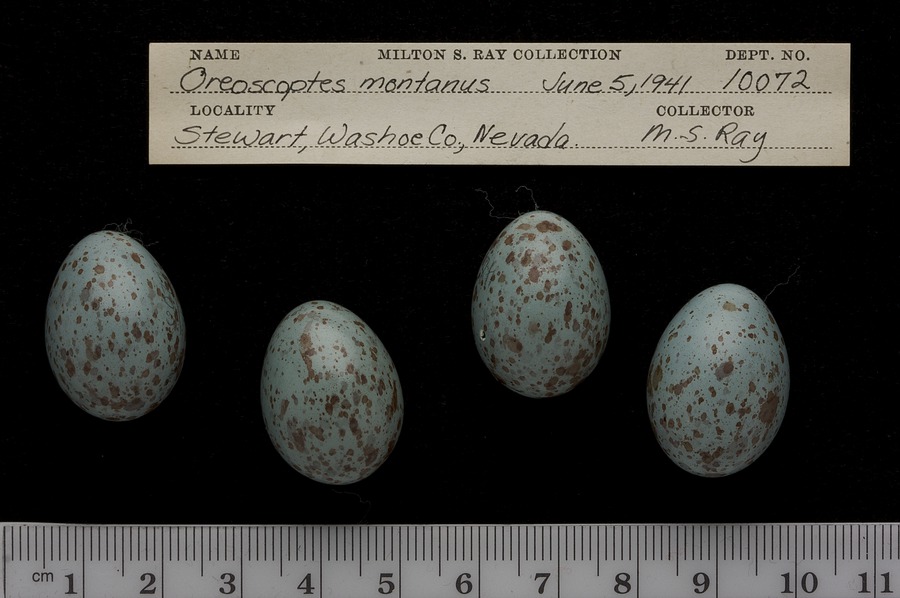 NAME MILTON S. RAY COLLECTION DEPT. NO.
Oreoscoptes montanus June 5, 1941 10072
LOCALITY COLLECTOR
Stewart, Washoe Co., Nevada. M. S. Ray
cm 1 2 3 4 5 6 7 8 9 10 11